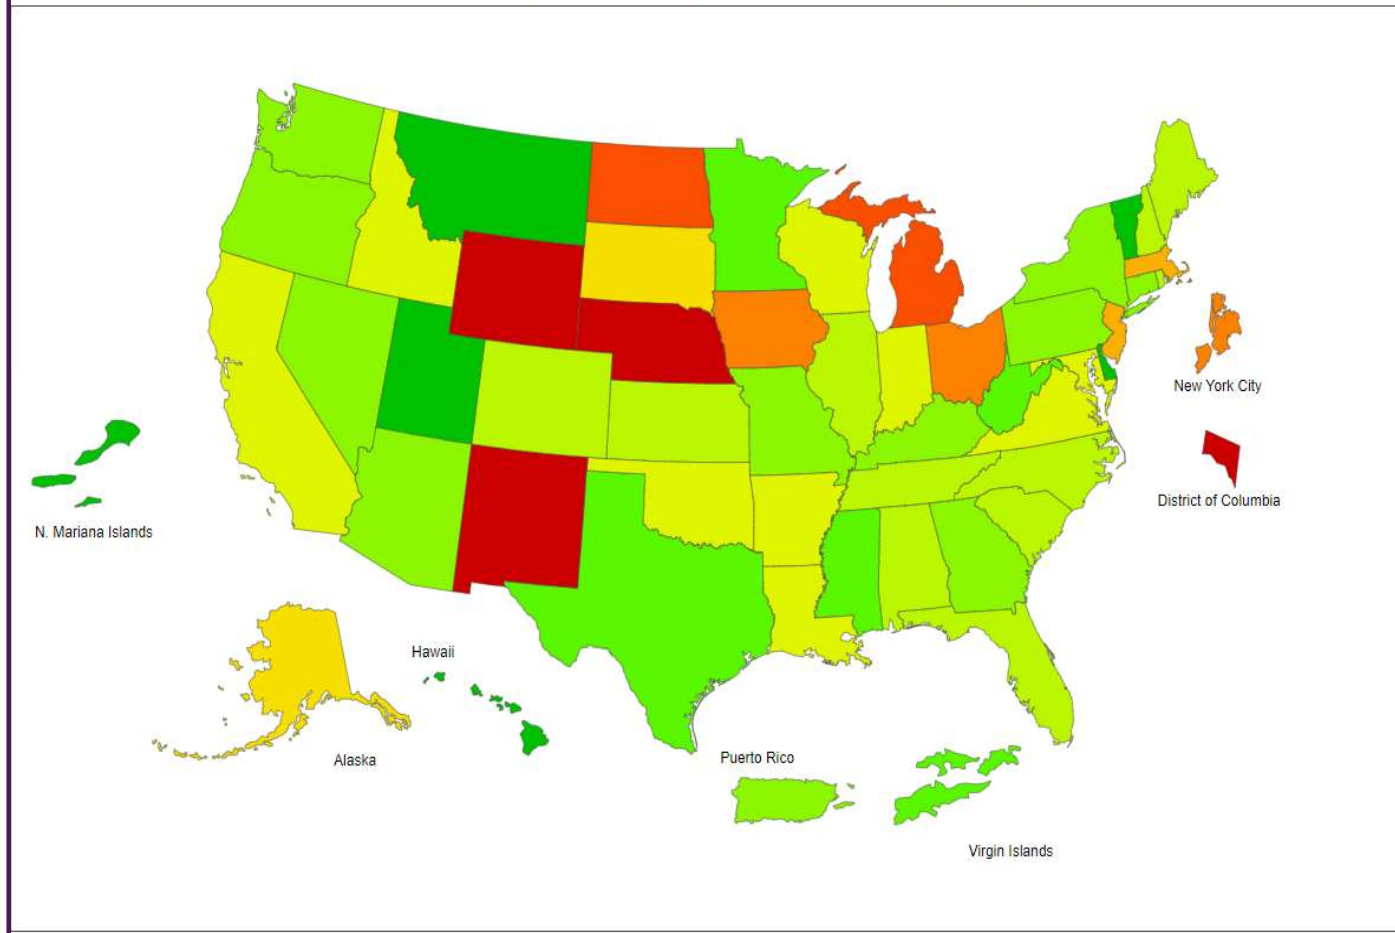 New York City
District of Columbia
N. Mariana Islands
Hawaii
Alaska
Puerto Rico
Virgin Islands